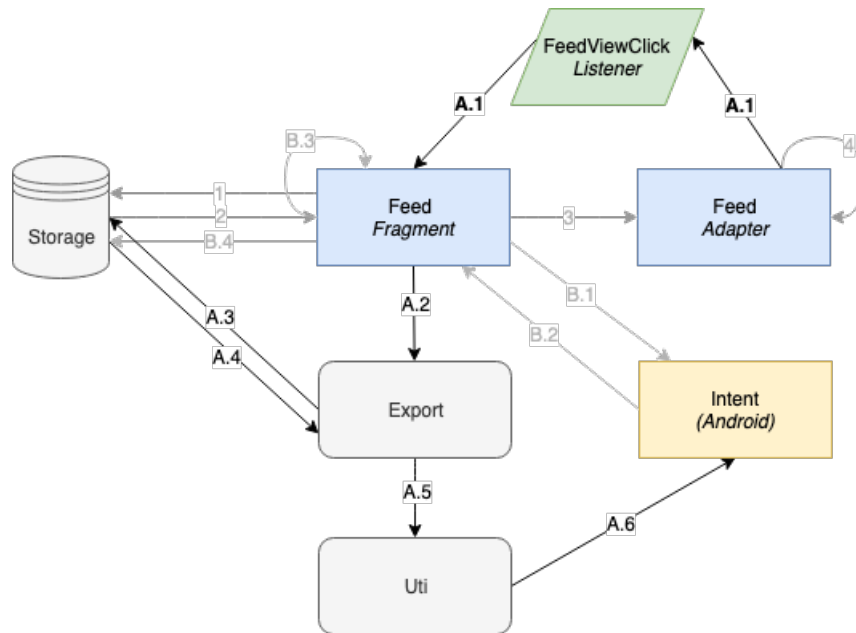 FeedViewClick
Listener
A.1
A.1
B.3
4
1
Feed
Fragment
Feed
Adapter
2
3
Storage
B.4
B.1
A.2
A.3
B.2
A.4
Export
Intent
(Android)
A.5
A.6
Uti